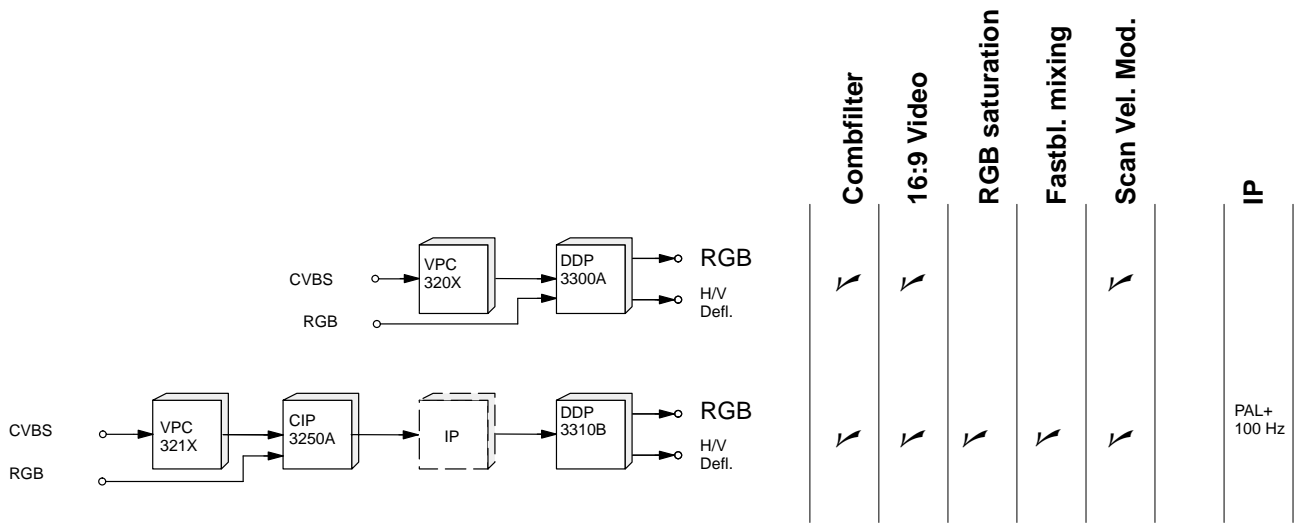 Combfilter
16:9 Video
RGB saturation
Fastbl. mixing
Scan Vel. Mod.
IP
CVBS
RGB
VPC
320X
DDP
3300A
RGB
H/V
Defl.
CVBS
RGB
VPC
321X
CIP
3250A
IP
DDP
3310B
RGB
H/V
Defl.
PAL+
100 Hz